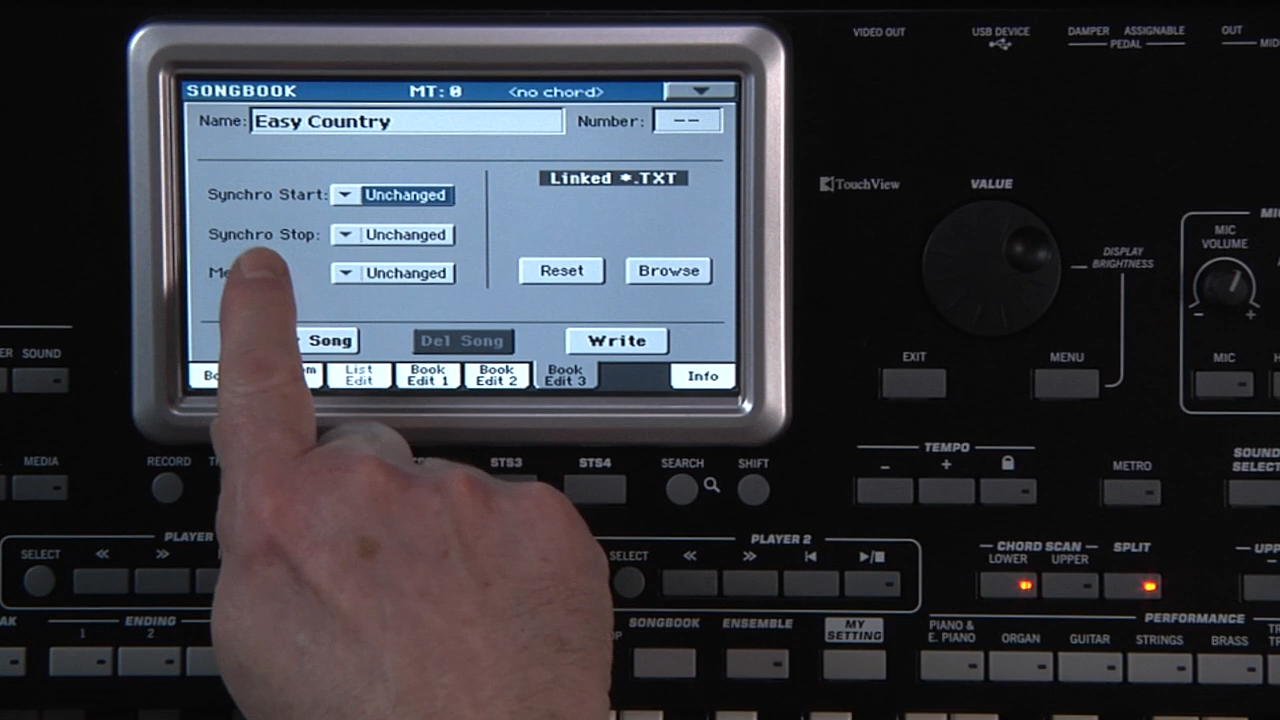 VIDEO OUT
USB DEVICE
DAMPER ASSIGNABLE
PEDAL
OUT
SONGBOOK MT: 0 <no chord>
Name: Easy Country Number: --
Linked *.TXT
Synchro Start: Unchanged
Synchro Stop: Unchanged
Unchanged
Reset Browse
Song Del Song Write
List Edit
Book Edit 1
Book Edit 2
Book Edit 3
Info
TouchView
VALUE
DISPLAY
BRIGHTNESS
MIC
VOLUME
- +
EXIT
MENU
MIC
SOUND
MEDIA
RECORD
STS3
STS4
SEARCH
SHIFT
TEMPO
- +
METRO
SOUND
PLAYER
SELECT << >>
PLAYER 2
SELECT << >> |◄ ►/■
CHORD SCAN
LOWER UPPER
SPLIT
ENDING
1 2
SONGBOOK
ENSEMBLE
MY
SETTING
PERFORMANCE
PIANO &
E. PIANO
ORGAN
GUITAR
STRINGS
BRASS